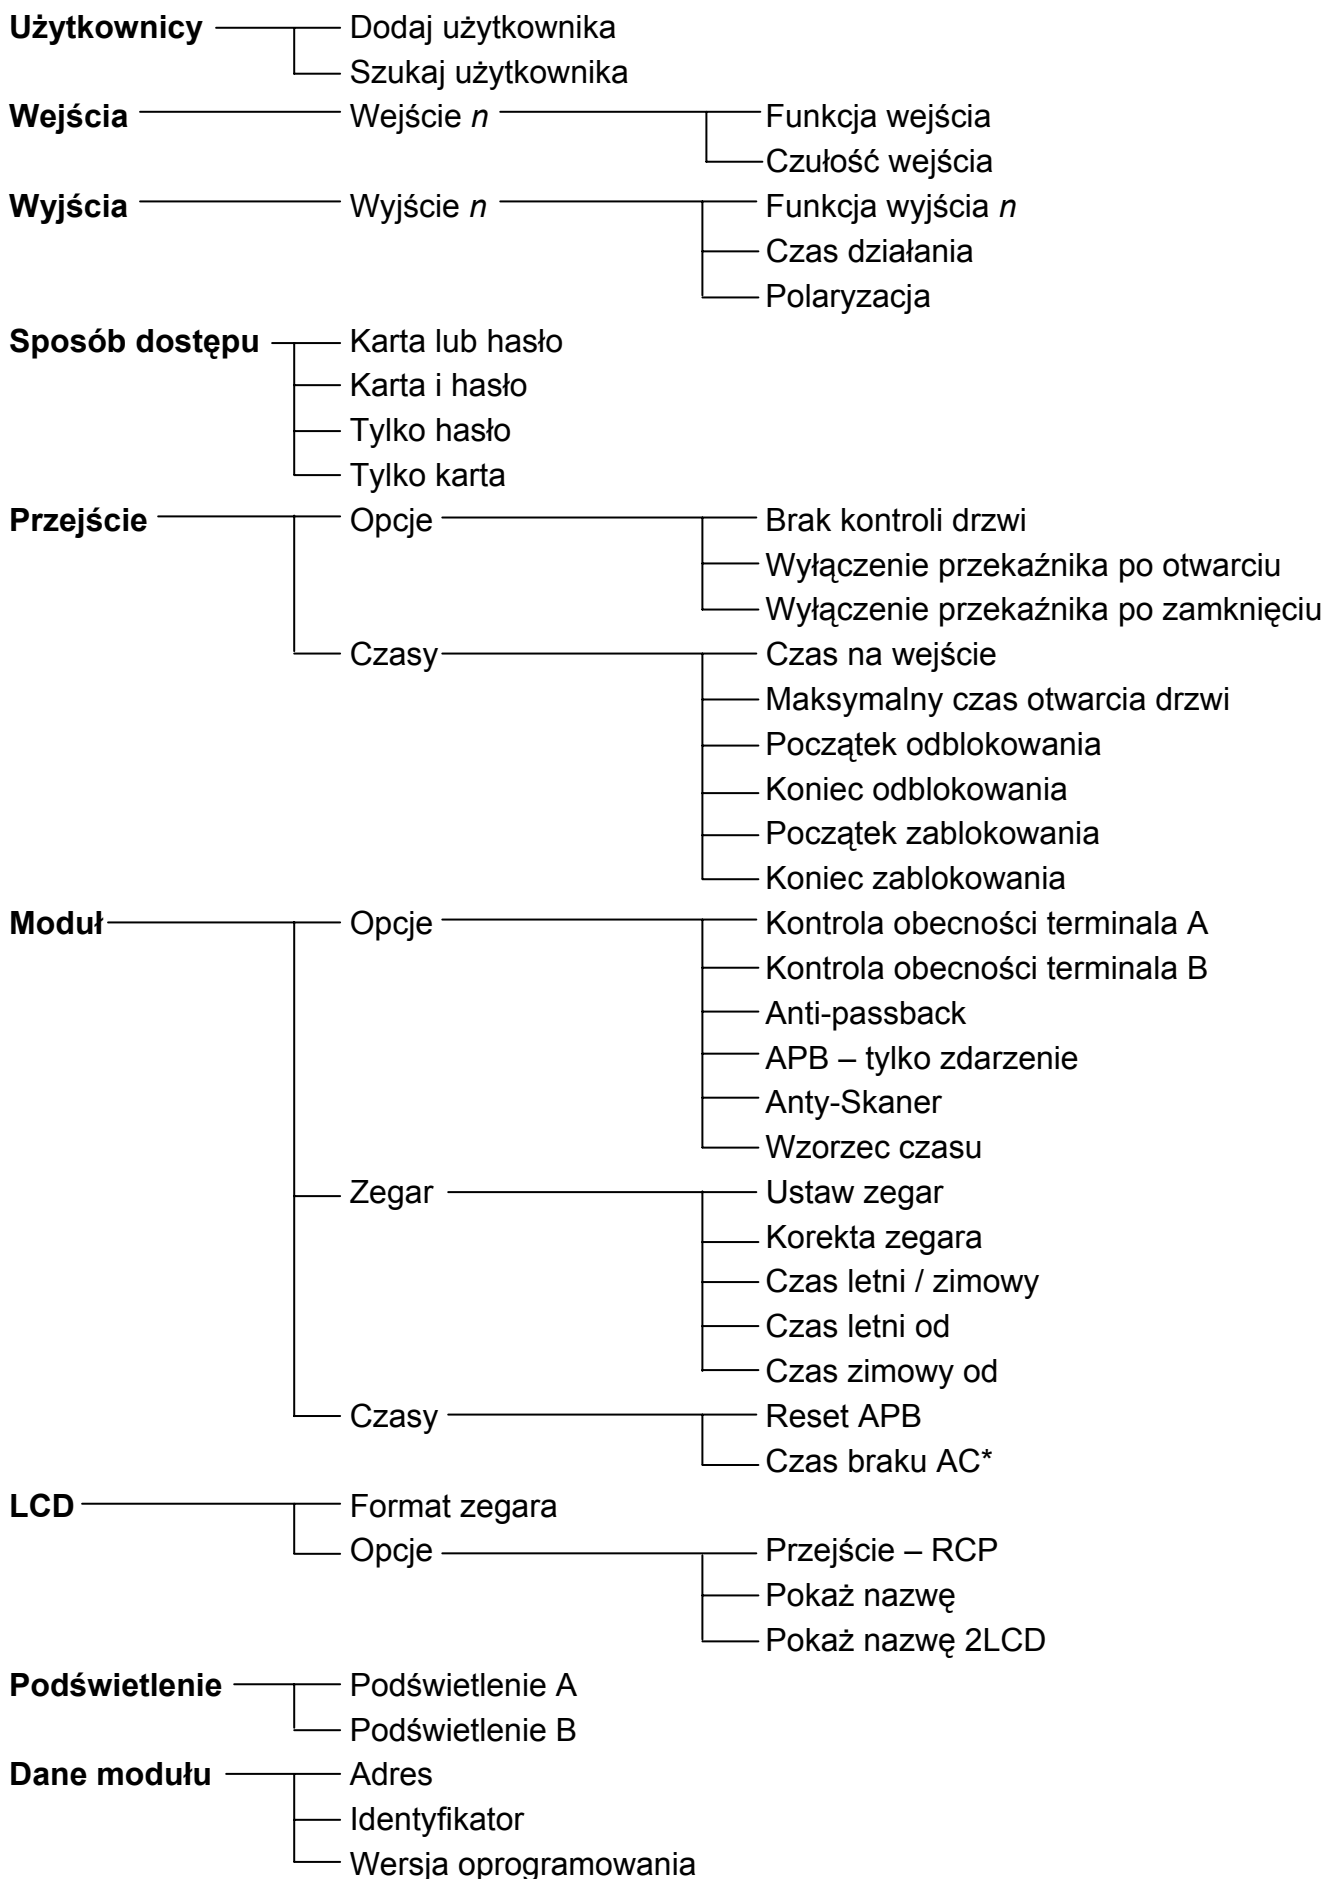 Użytkownicy Dodaj użytkownika
Szukaj użytkownika
Wejścia Wejście n Funkcja wejścia
Czułość wejścia
Wyjścia Wyjście n Funkcja wyjścia n
Czas działania
Polaryzacja
Sposób dostępu Karta lub hasło
Karta i hasło
Tylko hasło
Tylko karta
Przejście Opcje Brak kontroli drzwi
Wyłączenie przekaźnika po otwarciu
Wyłączenie przekaźnika po zamknięciu
Czasy Czas na wejście
Maksymalny czas otwarcia drzwi
Początek odblokowania
Koniec odblokowania
Początek zablokowania
Koniec zablokowania
Moduł Opcje Kontrola obecności terminala A
Kontrola obecności terminala B
Anti-passback
APB – tylko zdarzenie
Anty-Skaner
Wzorzec czasu
Zegar Ustaw zegar
Korekta zegara
Czas letni / zimowy
Czas letni od
Czas zimowy od
Czasy Reset APB
Czas braku AC*
LCD Format zegara
Opcje Przejście – RCP
Pokaż nazwę
Pokaż nazwę 2LCD
Podświetlenie Podświetlenie A
Podświetlenie B
Dane modułu Adres
Identyfikator
Wersja oprogramowania